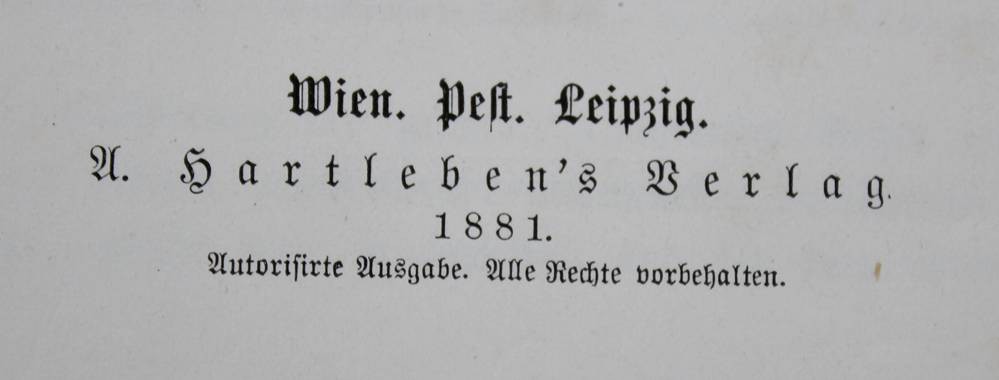 Wien. Peſt. Leipzig.
A. Hartleben's Verlag.
1881.
Autoriſirte Ausgabe. Alle Rechte vorbehalten.